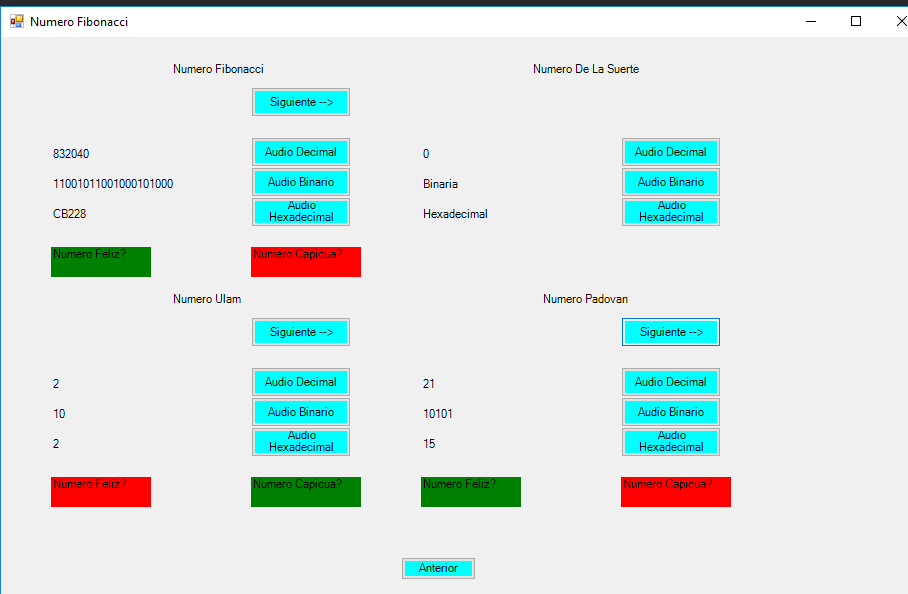 Numero Fibonacci
Numero Fibonacci
Siguiente -->
832040
Audio Decimal
11001011001000101000
Audio Binario
CB228
Audio
Hexadecimal
Numero Feliz?
Numero Capicua?
Numero De La Suerte
0
Audio Decimal
Binaria
Audio Binario
Hexadecimal
Audio
Hexadecimal
Numero Ulam
Siguiente -->
2
Audio Decimal
10
Audio Binario
2
Audio
Hexadecimal
Numero Feliz?
Numero Capicua?
Numero Padovan
Siguiente -->
21
Audio Decimal
10101
Audio Binario
15
Audio
Hexadecimal
Numero Feliz?
Numero Capicua?
Anterior